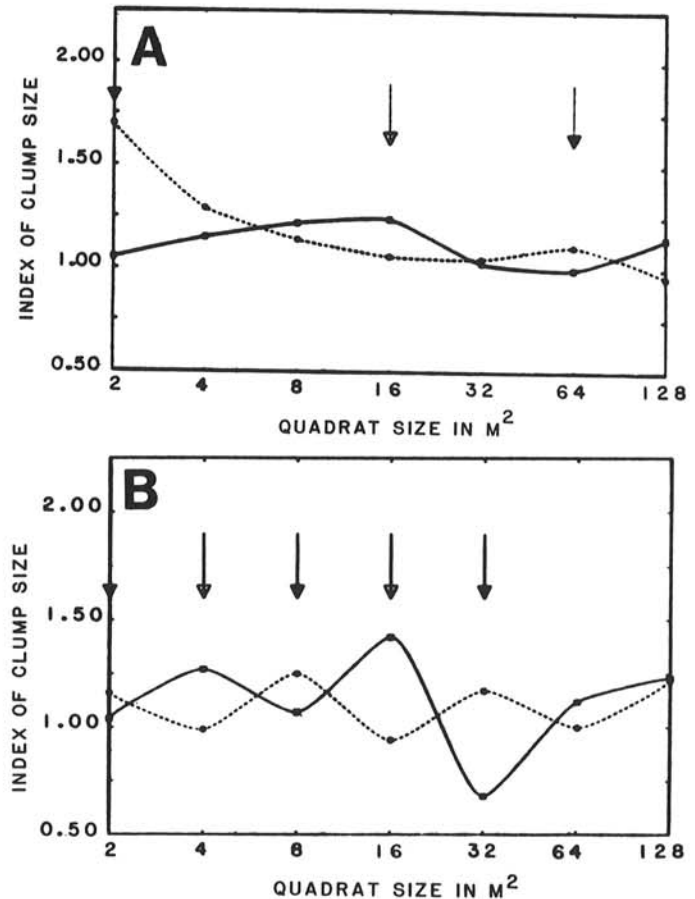 A
2.00
1.50
1.00
0.50
INDEX OF CLUMP SIZE
2 4 8 16 32 64 128
QUADRAT SIZE IN M²
B
2.00
1.50
1.00
0.50
INDEX OF CLUMP SIZE
2 4 8 16 32 64 128
QUADRAT SIZE IN M²